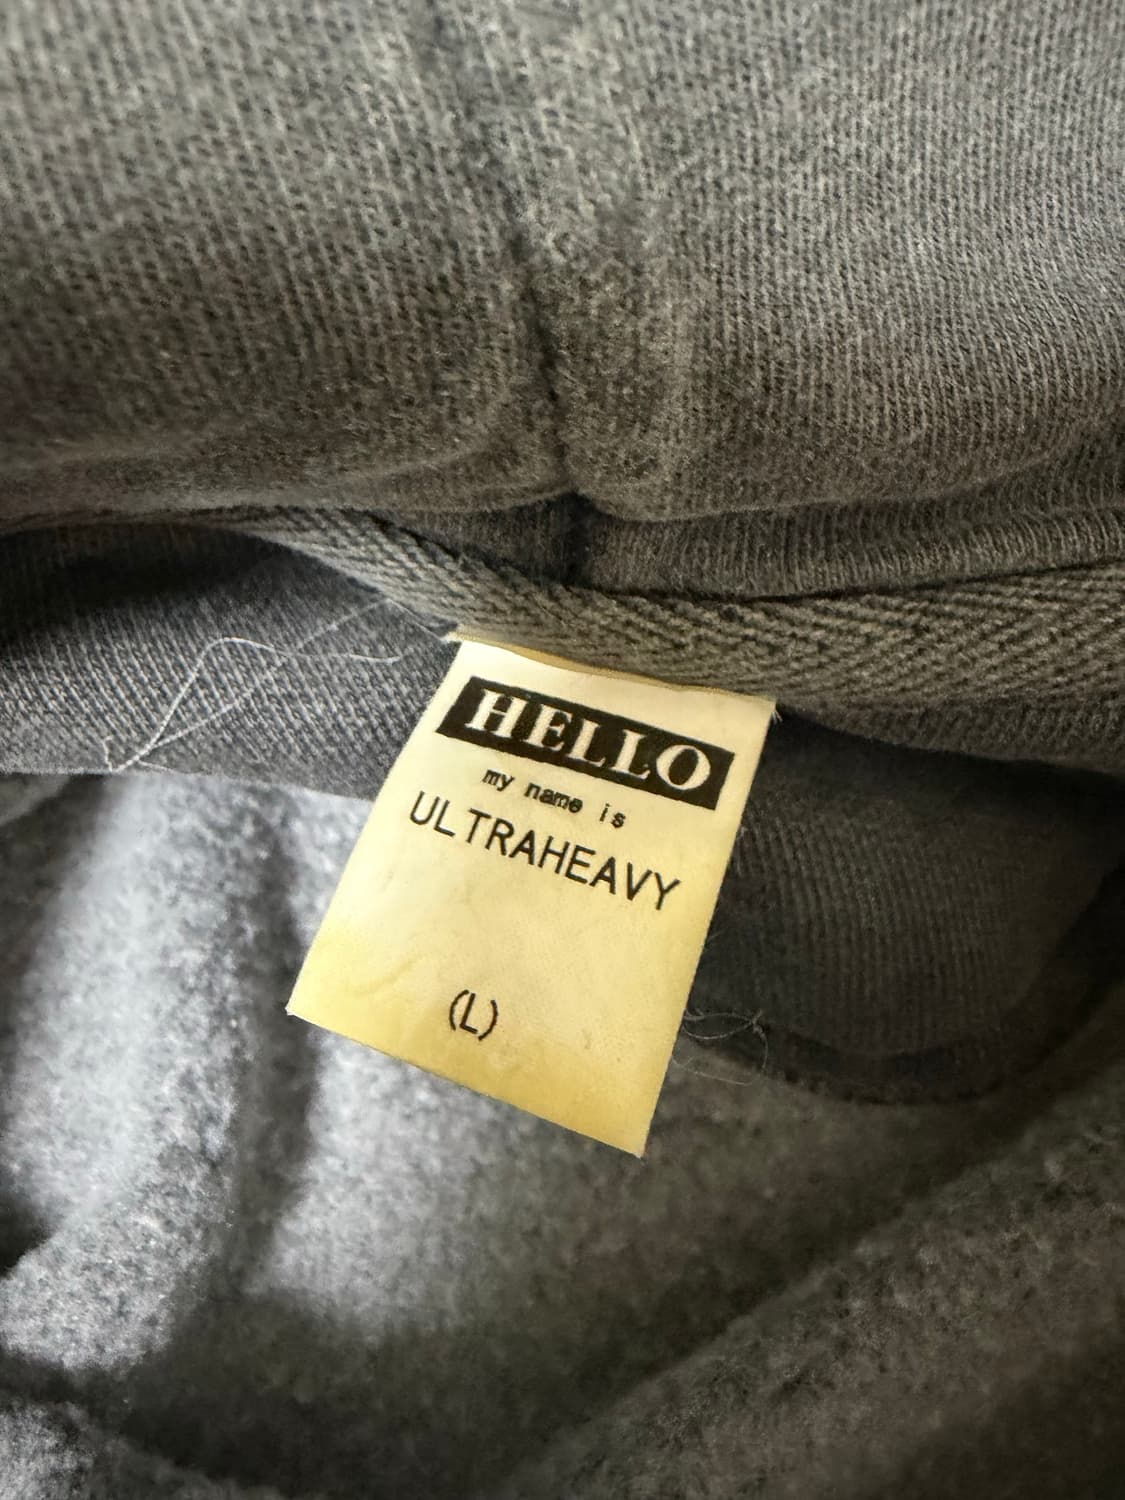 HELLO
my name is
ULTRAHEAVY
(L)